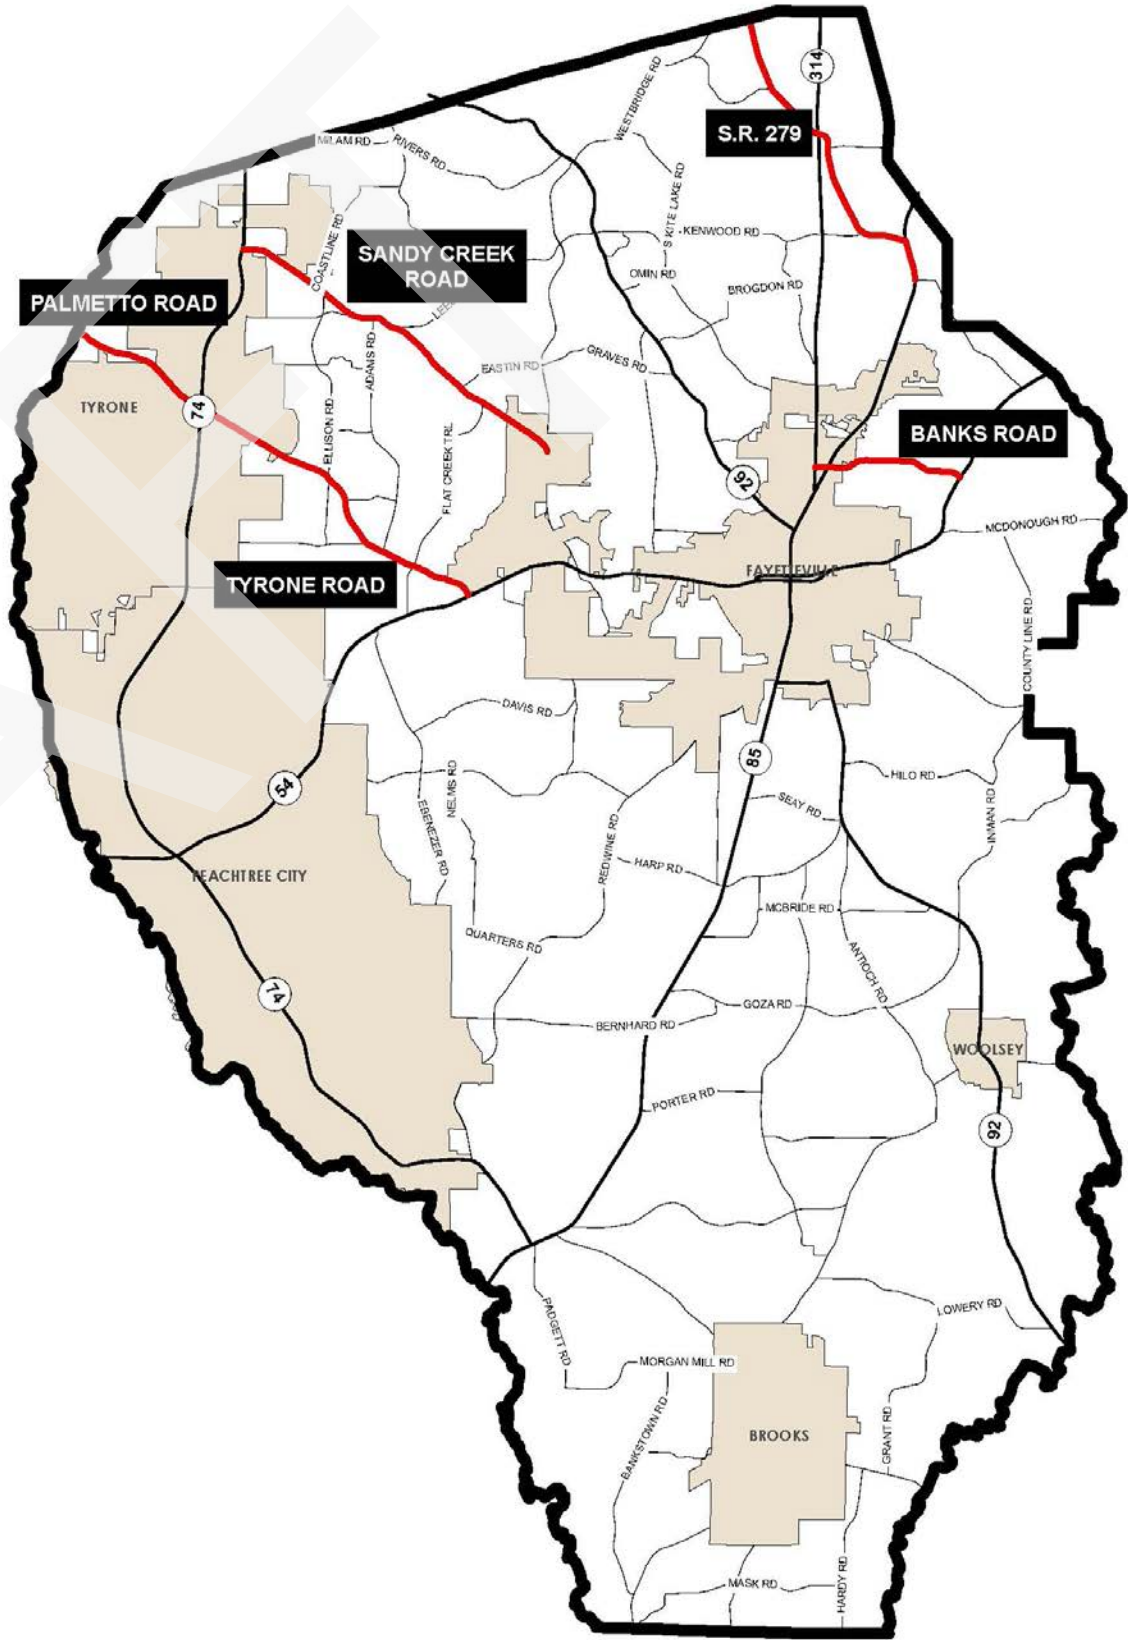 314
WESTBRIDGE RD
S.R. 279
MILAM RD
RIVERS RD
S KITE LAKE RD
COASTLINE RD
KENWOOD RD
SANDY CREEK
ROAD
OMIN RD
BROGDON RD
PALMETTO ROAD
GRAVES RD
EASTIN RD
ADAMS RD
TYRONE
74
ELLISON RD
FLAT CREEK TRL
BANKS ROAD
92
MCDONOUGH RD
FAYETTEVILLE
TYRONE ROAD
COUNTY LINE RD
DAVIS RD
85
HILO RD
54
NELMS RD
SEAY RD
INMAN RD
EBENEZER RD
REDWINE RD
HARP RD
PEACHTREE CITY
MCBRIDE RD
QUARTERS RD
ANTIOCH RD
74
GOZA RD
BERNHARD RD
WOOLSEY
PORTER RD
92
LOWERY RD
PADGETT RD
MORGAN MILL RD
BANKSTOWN RD
BROOKS
GRANT RD
MASK RD
HARDY RD